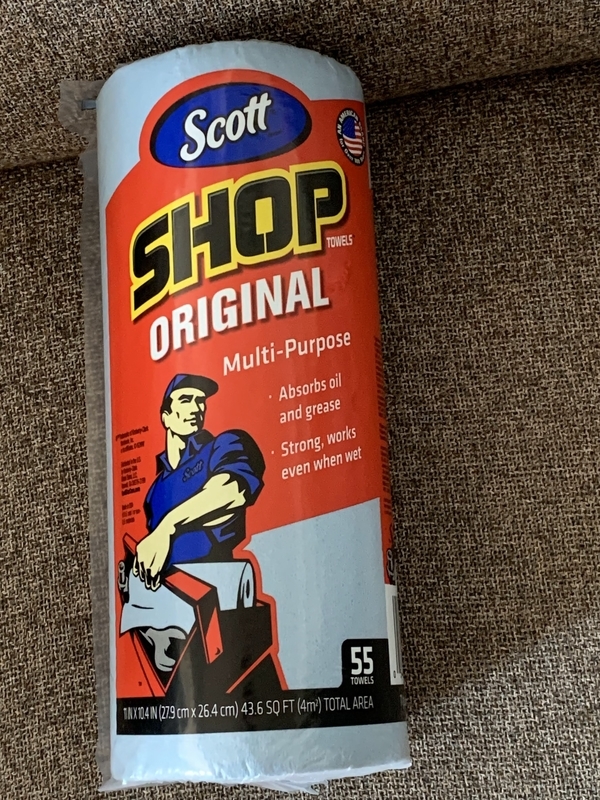 Scott
SHOP
TOWELS
ORIGINAL
Multi-Purpose
· Absorbs oil
and grease
· Strong, works
even when wet
Scott
55
TOWELS
11 IN X 10.4 IN (27.9 cm x 26.4 cm) 43.6 SQ FT (4m²) TOTAL AREA